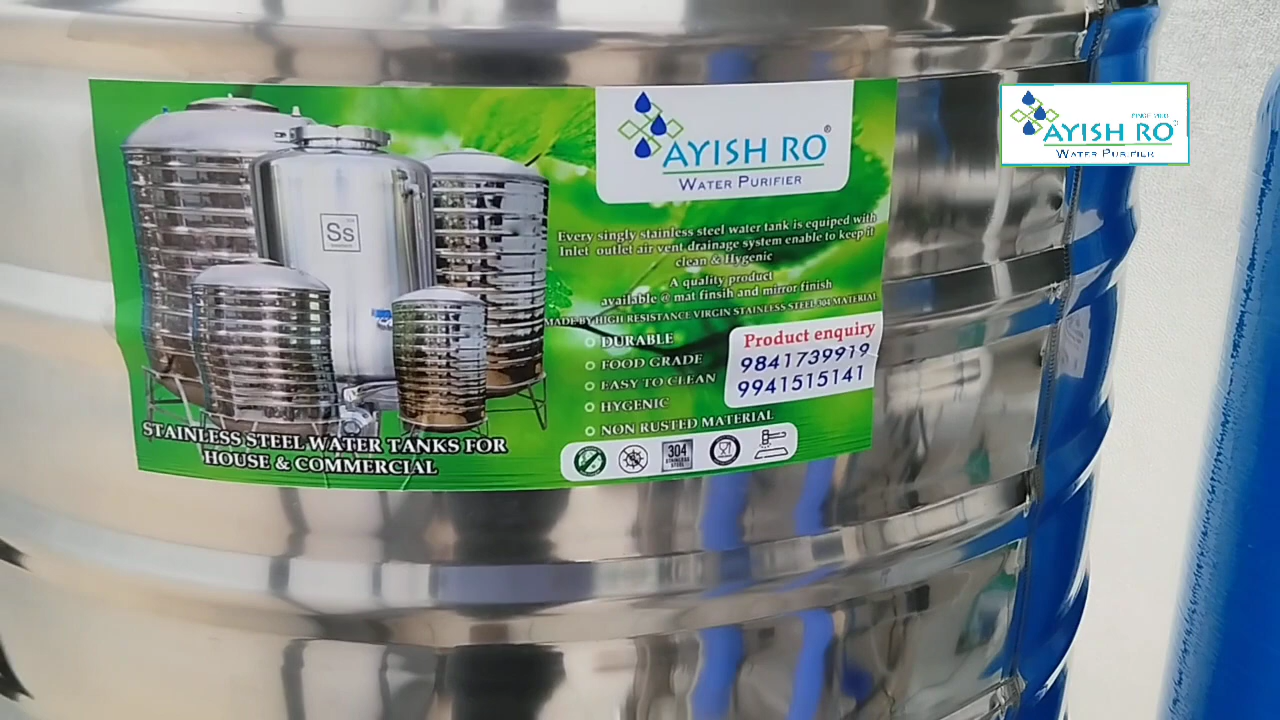 AYISH RO®
WATER PURIFIER
Ss
Every singly stainless steel water tank is equiped with
Inlet outlet air vent drainage system enable to keep it
clean & Hygenic
A quality product
available @ mat finsih and mirror finish
MADE BY HIGH RESISTANCE VIRGIN STAINLESS STEEL 304 MATERIAL
DURABLE
FOOD GRADE
EASY TO CLEAN
HYGENIC
NON RUSTED MATERIAL
Product enquiry
9841739919
9941515141
STAINLESS STEEL WATER TANKS FOR
HOUSE & COMMERCIAL
304
STAINLESS
STEEL
AYISH RO
WATER PURIFIER